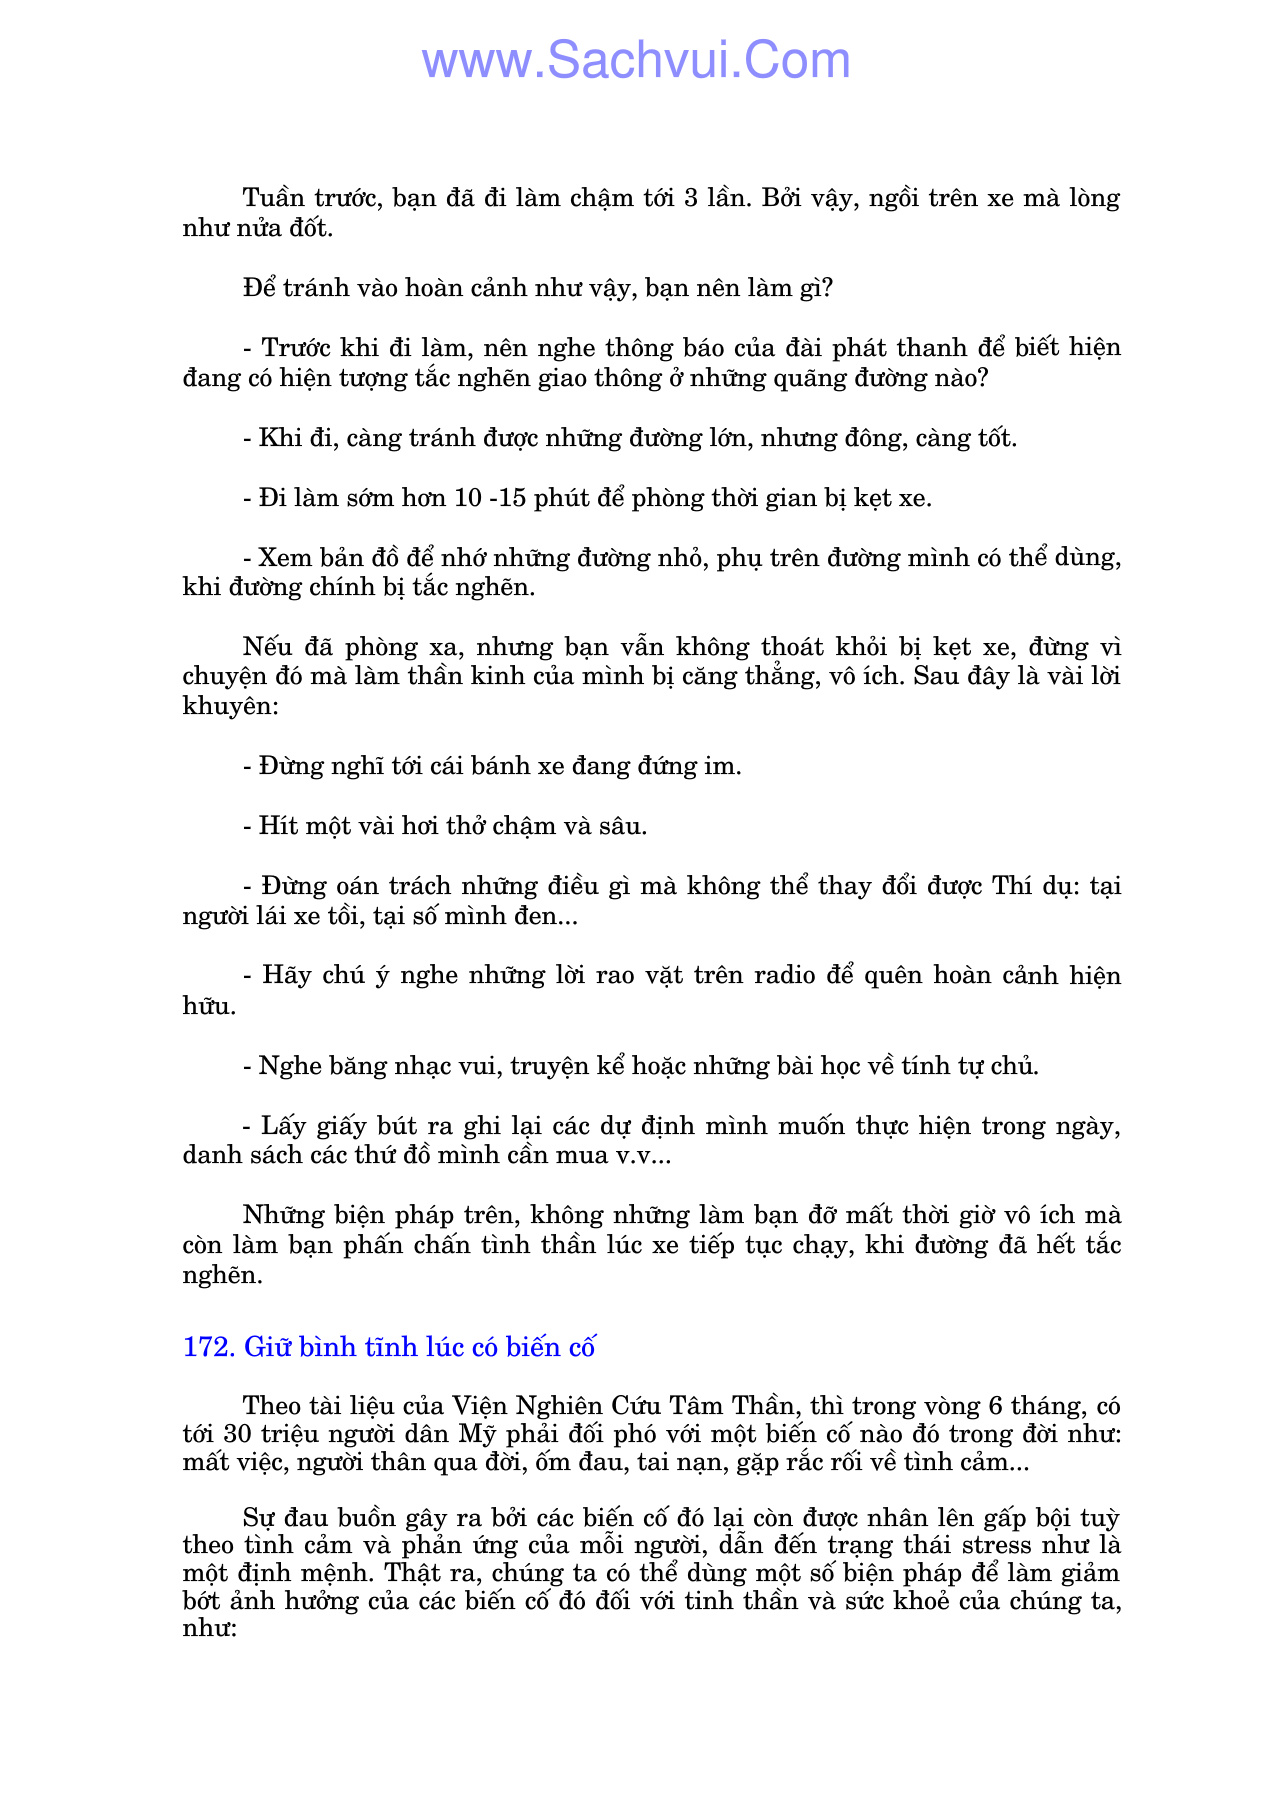 www.Sachvui.Com
Tuần trước, bạn đã đi làm chậm tới 3 lần. Bởi vậy, ngồi trên xe mà lòng
như nửa đốt.
Để tránh vào hoàn cảnh như vậy, bạn nên làm gì?
- Trước khi đi làm, nên nghe thông báo của đài phát thanh để biết hiện
đang có hiện tượng tắc nghẽn giao thông ở những quãng đường nào?
- Khi đi, càng tránh được những đường lớn, nhưng đông, càng tốt.
- Đi làm sớm hơn 10 -15 phút để phòng thời gian bị kẹt xe.
- Xem bản đồ để nhớ những đường nhỏ, phụ trên đường mình có thể dùng,
khi đường chính bị tắc nghẽn.
Nếu đã phòng xa, nhưng bạn vẫn không thoát khỏi bị kẹt xe, đừng vì
chuyện đó mà làm thần kinh của mình bị căng thẳng, vô ích. Sau đây là vài lời
khuyên:
- Đừng nghĩ tới cái bánh xe đang đứng im.
- Hít một vài hơi thở chậm và sâu.
- Đừng oán trách những điều gì mà không thể thay đổi được Thí dụ: tại
người lái xe tồi, tại số mình đen...
- Hãy chú ý nghe những lời rao vặt trên radio để quên hoàn cảnh hiện
hữu.
- Nghe băng nhạc vui, truyện kể hoặc những bài học về tính tự chủ.
- Lấy giấy bút ra ghi lại các dự định mình muốn thực hiện trong ngày,
danh sách các thứ đồ mình cần mua v.v...
Những biện pháp trên, không những làm bạn đỡ mất thời giờ vô ích mà
còn làm bạn phấn chấn tình thần lúc xe tiếp tục chạy, khi đường đã hết tắc
nghẽn.
172. Giữ bình tĩnh lúc có biến cố
Theo tài liệu của Viện Nghiên Cứu Tâm Thần, thì trong vòng 6 tháng, có
tới 30 triệu người dân Mỹ phải đối phó với một biến cố nào đó trong đời như:
mất việc, người thân qua đời, ốm đau, tai nạn, gặp rắc rối về tình cảm...
Sự đau buồn gây ra bởi các biến cố đó lại còn được nhân lên gấp bội tuỳ
theo tình cảm và phản ứng của mỗi người, dẫn đến trạng thái stress như là
một định mệnh. Thật ra, chúng ta có thể dùng một số biện pháp để làm giảm
bớt ảnh hưởng của các biến cố đó đối với tinh thần và sức khoẻ của chúng ta,
như: